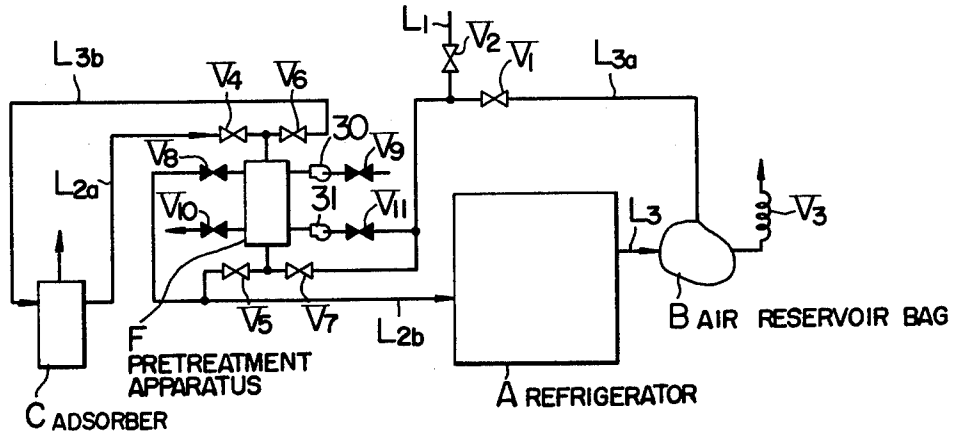 L1
V2
V1
L3a
L3b
V4
V6
30
V9
V8
L2a
V10
31
V11
L3
V3
V5
V7
L2b
B AIR RESERVOIR BAG
F
PRETREATMENT
APPARATUS
A REFRIGERATOR
C ADSORBER